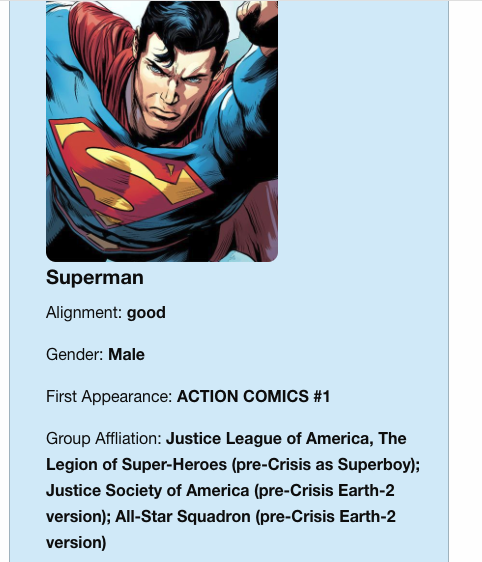 S
Superman
Alignment: good
Gender: Male
First Appearance: ACTION COMICS #1
Group Affliation: Justice League of America, The
Legion of Super-Heroes (pre-Crisis as Superboy);
Justice Society of America (pre-Crisis Earth-2
version); All-Star Squadron (pre-Crisis Earth-2
version)